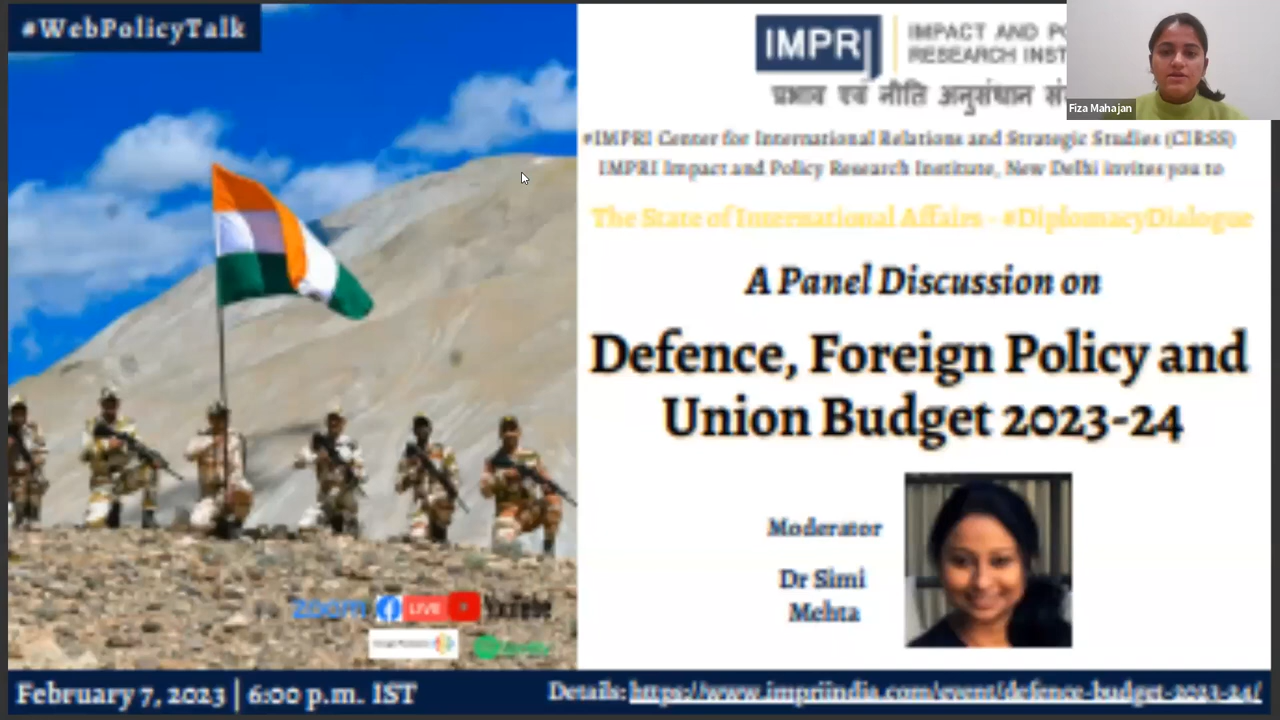 #WebPolicyTalk
IMPRI
IMPACT AND
RESEARCH
प्रभाव एवं नीति अनुसंधान
Fiza Mahajan
#IMPRI Center for International Relations and Strategic Studies (CIRSS)
IMPRI Impact and Policy Research Institute, New Delhi invites you to
The State of International Affairs - #DiplomacyDialogue
A Panel Discussion on
Defence, Foreign Policy and
Union Budget 2023-24
Moderator
Dr Simi
Mehta
zoom LIVE YouTube
February 7, 2023 | 6:00 p.m. IST
Details: https://www.impriindia.com/event/defence-budget-2023-24/